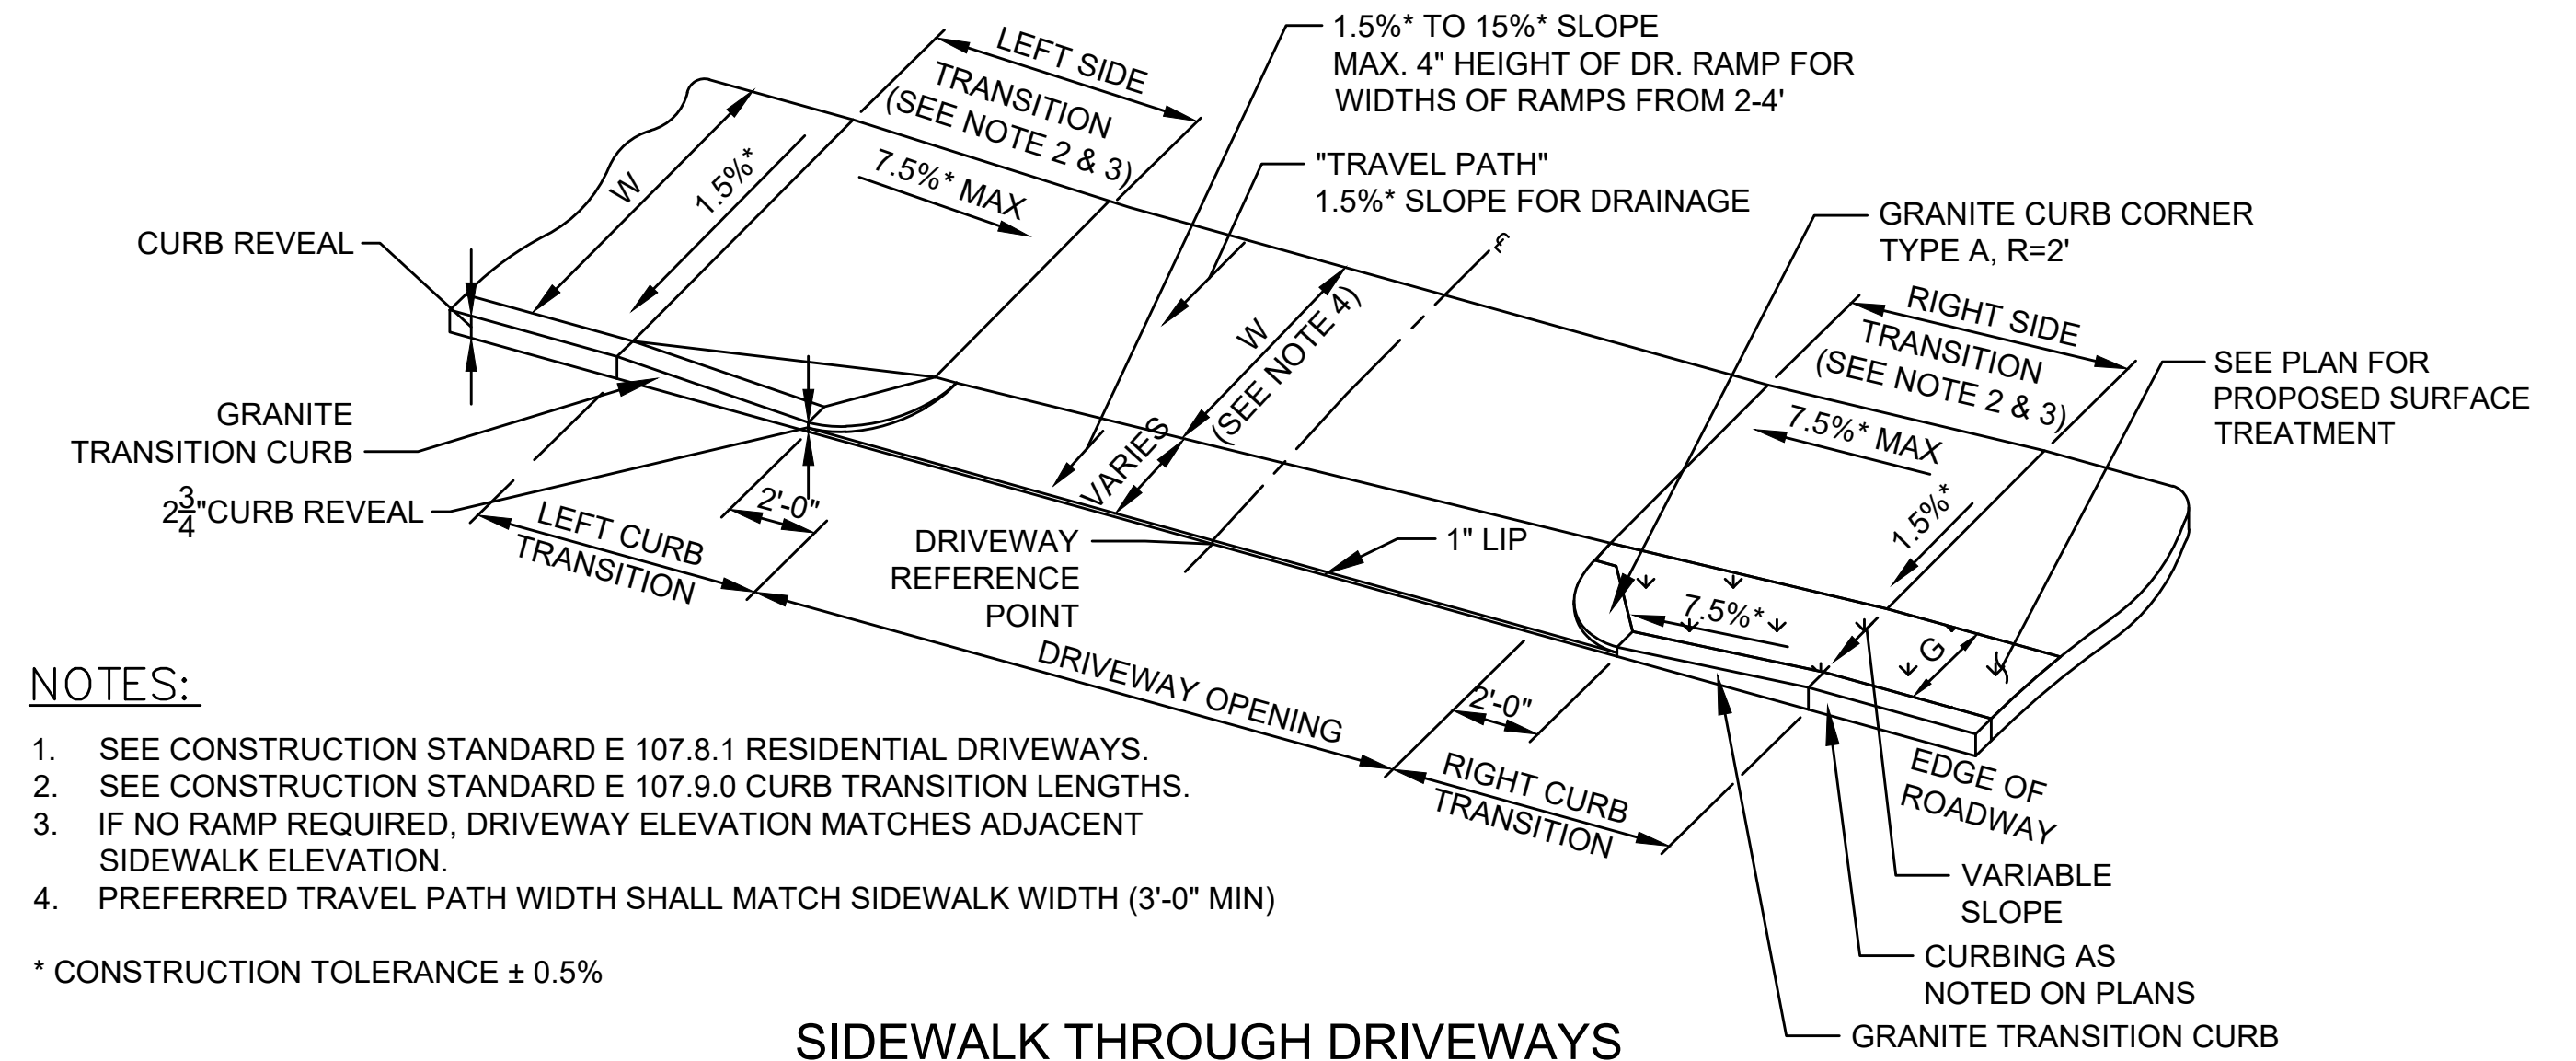 LEFT SIDE
TRANSITION
(SEE NOTE 2 & 3)
7.5%* MAX
1.5%* TO 15%* SLOPE
MAX. 4" HEIGHT OF DR. RAMP FOR
WIDTHS OF RAMPS FROM 2-4'
"TRAVEL PATH"
1.5%* SLOPE FOR DRAINAGE
W
1.5%*
CURB REVEAL
GRANITE CURB CORNER
TYPE A, R=2'
W
(SEE NOTE 4)
VARIES
RIGHT SIDE
TRANSITION
(SEE NOTE 2 & 3)
7.5%* MAX
1.5%*
SEE PLAN FOR
PROPOSED SURFACE
TREATMENT
GRANITE
TRANSITION CURB
2 3/4"CURB REVEAL
2'-0"
LEFT CURB
TRANSITION
DRIVEWAY
REFERENCE
POINT
1" LIP
7.5%*
G
DRIVEWAY OPENING
2'-0"
RIGHT CURB
TRANSITION
EDGE OF
ROADWAY
VARIABLE
SLOPE
CURBING AS
NOTED ON PLANS
GRANITE TRANSITION CURB
NOTES:
1. SEE CONSTRUCTION STANDARD E 107.8.1 RESIDENTIAL DRIVEWAYS.
2. SEE CONSTRUCTION STANDARD E 107.9.0 CURB TRANSITION LENGTHS.
3. IF NO RAMP REQUIRED, DRIVEWAY ELEVATION MATCHES ADJACENT
SIDEWALK ELEVATION.
4. PREFERRED TRAVEL PATH WIDTH SHALL MATCH SIDEWALK WIDTH (3'-0" MIN)
* CONSTRUCTION TOLERANCE ± 0.5%
SIDEWALK THROUGH DRIVEWAYS